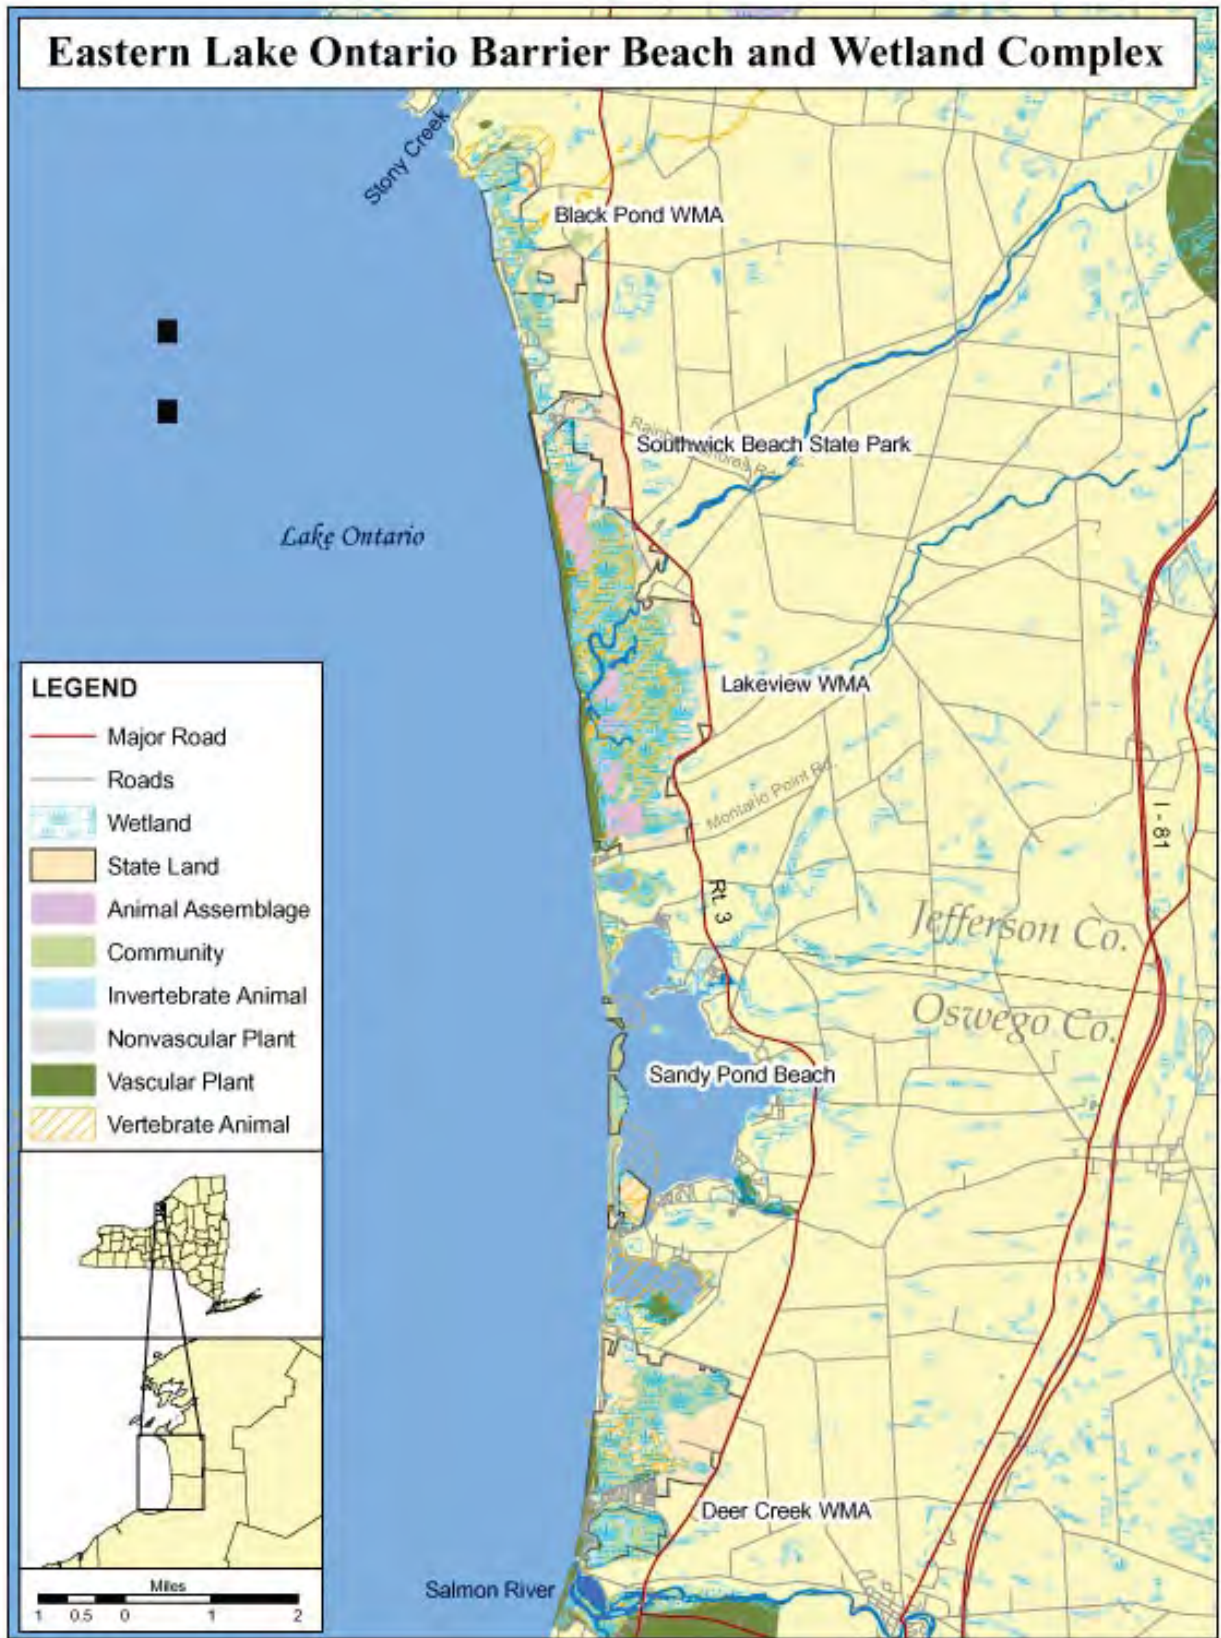 Eastern Lake Ontario Barrier Beach and Wetland Complex
Stony Creek
Black Pond WMA
Southwick Beach State Park
Lake Ontario
Lakeview WMA
Montario Point Rd.
I - 81
Rt. 3
Jefferson Co.
Oswego Co.
Sandy Pond Beach
Deer Creek WMA
Salmon River
LEGEND
Major Road
Roads
Wetland
State Land
Animal Assemblage
Community
Invertebrate Animal
Nonvascular Plant
Vascular Plant
Vertebrate Animal
Miles
1 0.5 0 1 2